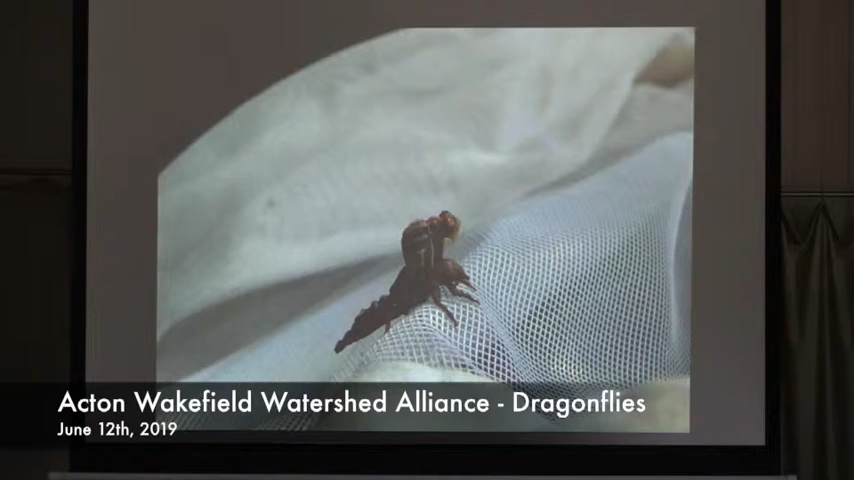 Acton Wakefield Watershed Alliance - Dragonflies
June 12th, 2019